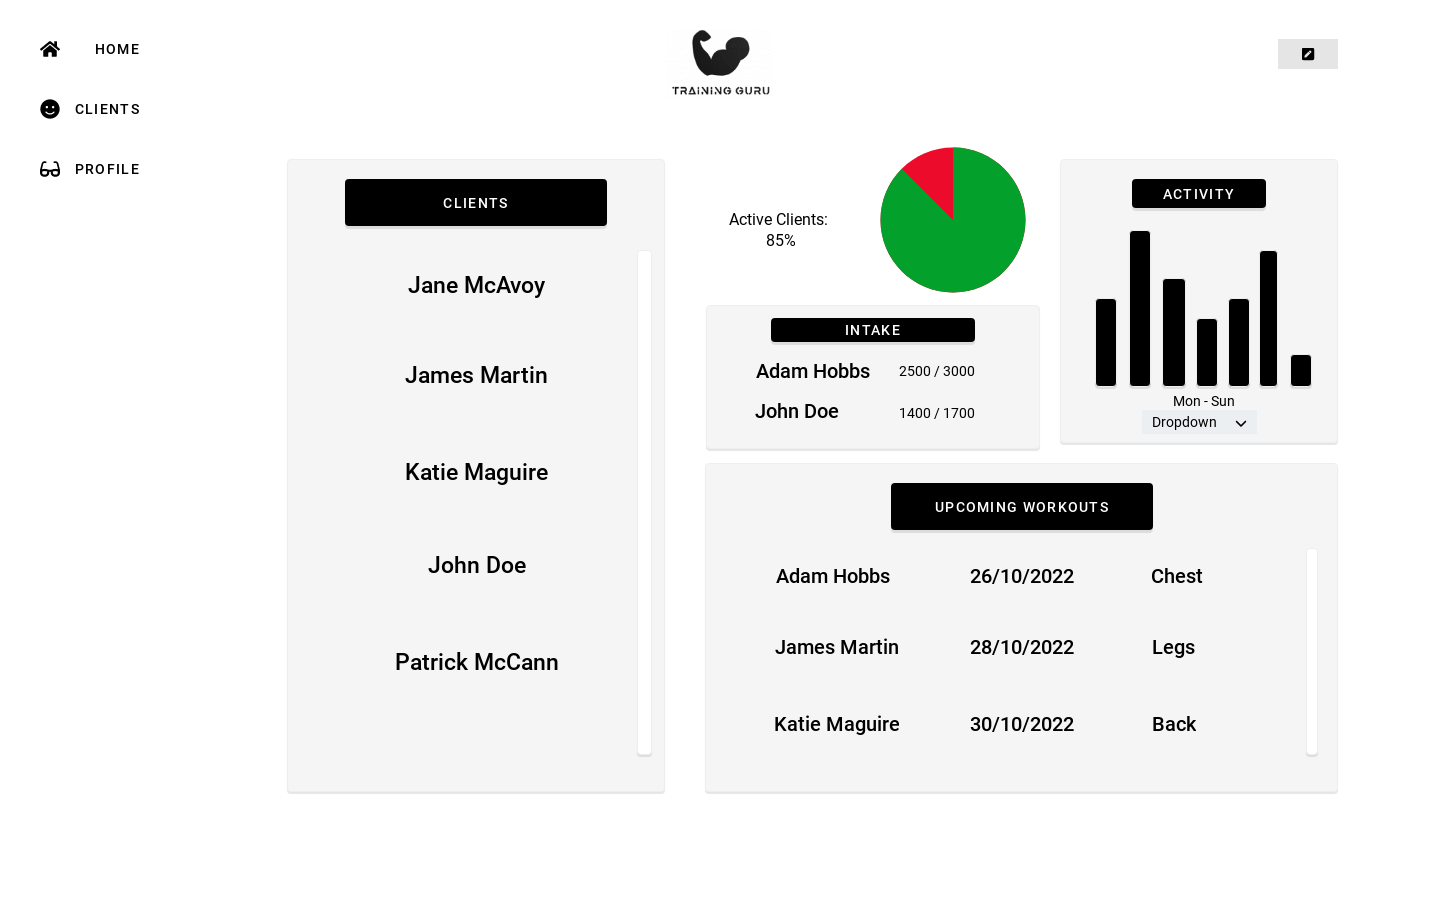 HOME
CLIENTS
PROFILE
TRAINING GURU
CLIENTS
Jane McAvoy
James Martin
Katie Maguire
John Doe
Patrick McCann
Active Clients:
85%
INTAKE
Adam Hobbs 2500 / 3000
John Doe 1400 / 1700
ACTIVITY
Mon - Sun
Dropdown
UPCOMING WORKOUTS
Adam Hobbs 26/10/2022 Chest
James Martin 28/10/2022 Legs
Katie Maguire 30/10/2022 Back